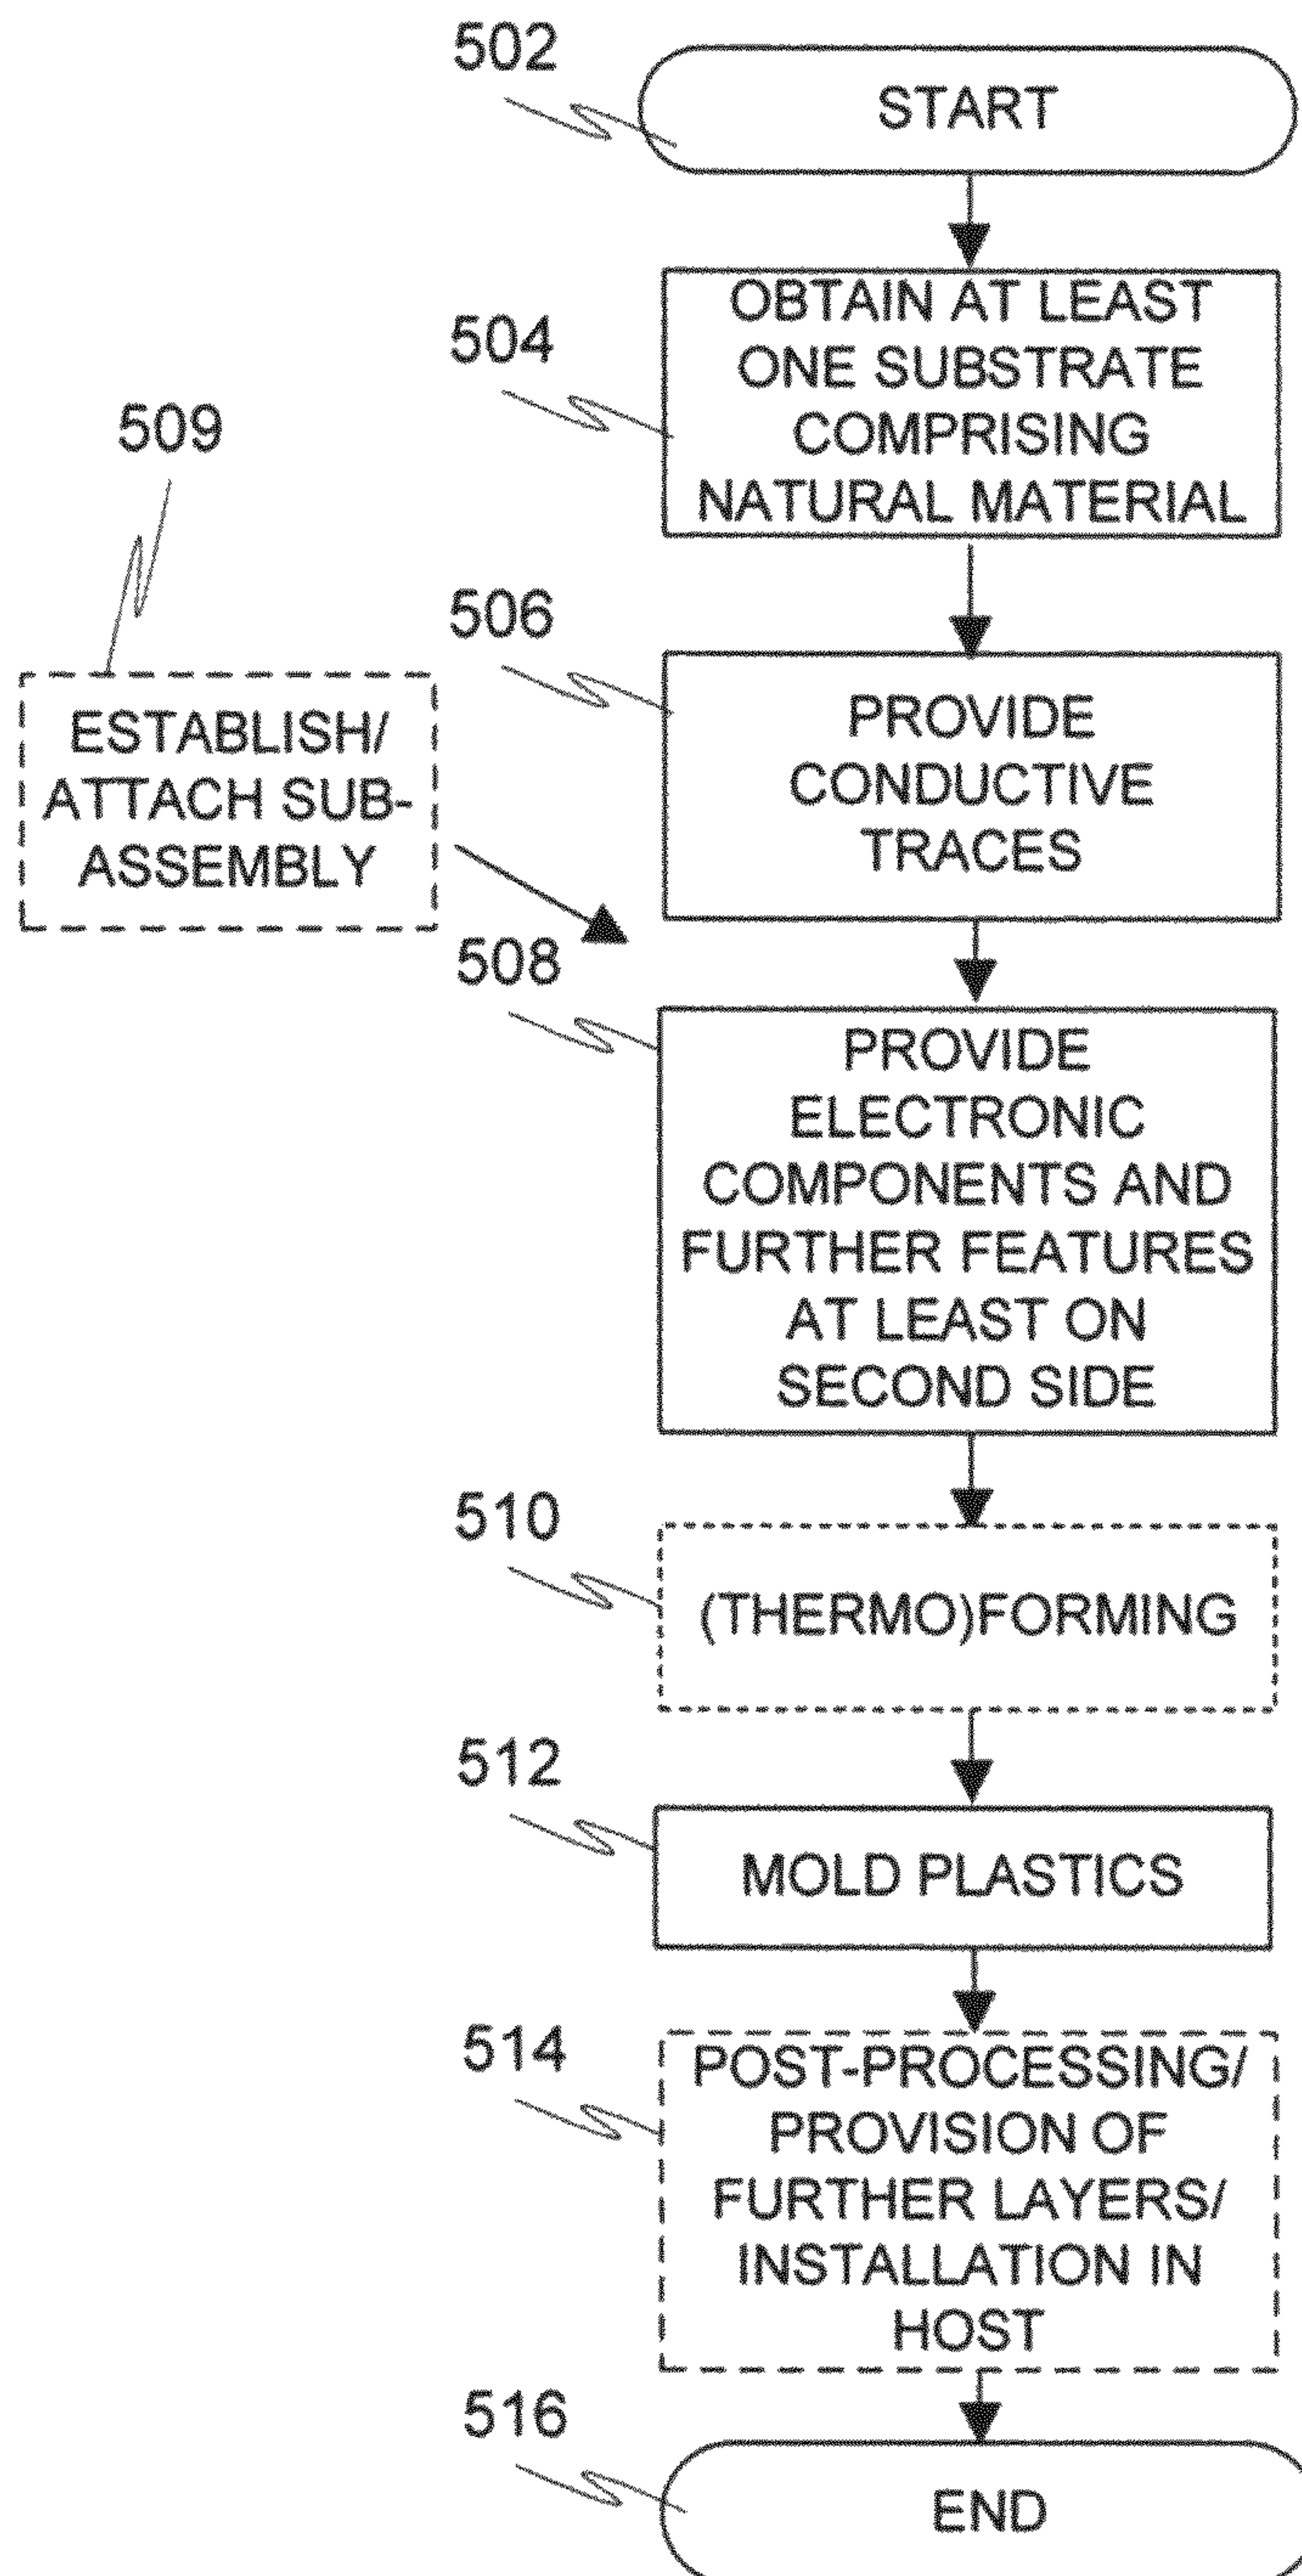 502
START
504
OBTAIN AT LEAST
ONE SUBSTRATE
COMPRISING
NATURAL MATERIAL
509
ESTABLISH/
ATTACH SUB-
ASSEMBLY
506
PROVIDE
CONDUCTIVE
TRACES
508
PROVIDE
ELECTRONIC
COMPONENTS AND
FURTHER FEATURES
AT LEAST ON
SECOND SIDE
510
(THERMO)FORMING
512
MOLD PLASTICS
514
POST-PROCESSING/
PROVISION OF
FURTHER LAYERS/
INSTALLATION IN
HOST
516
END